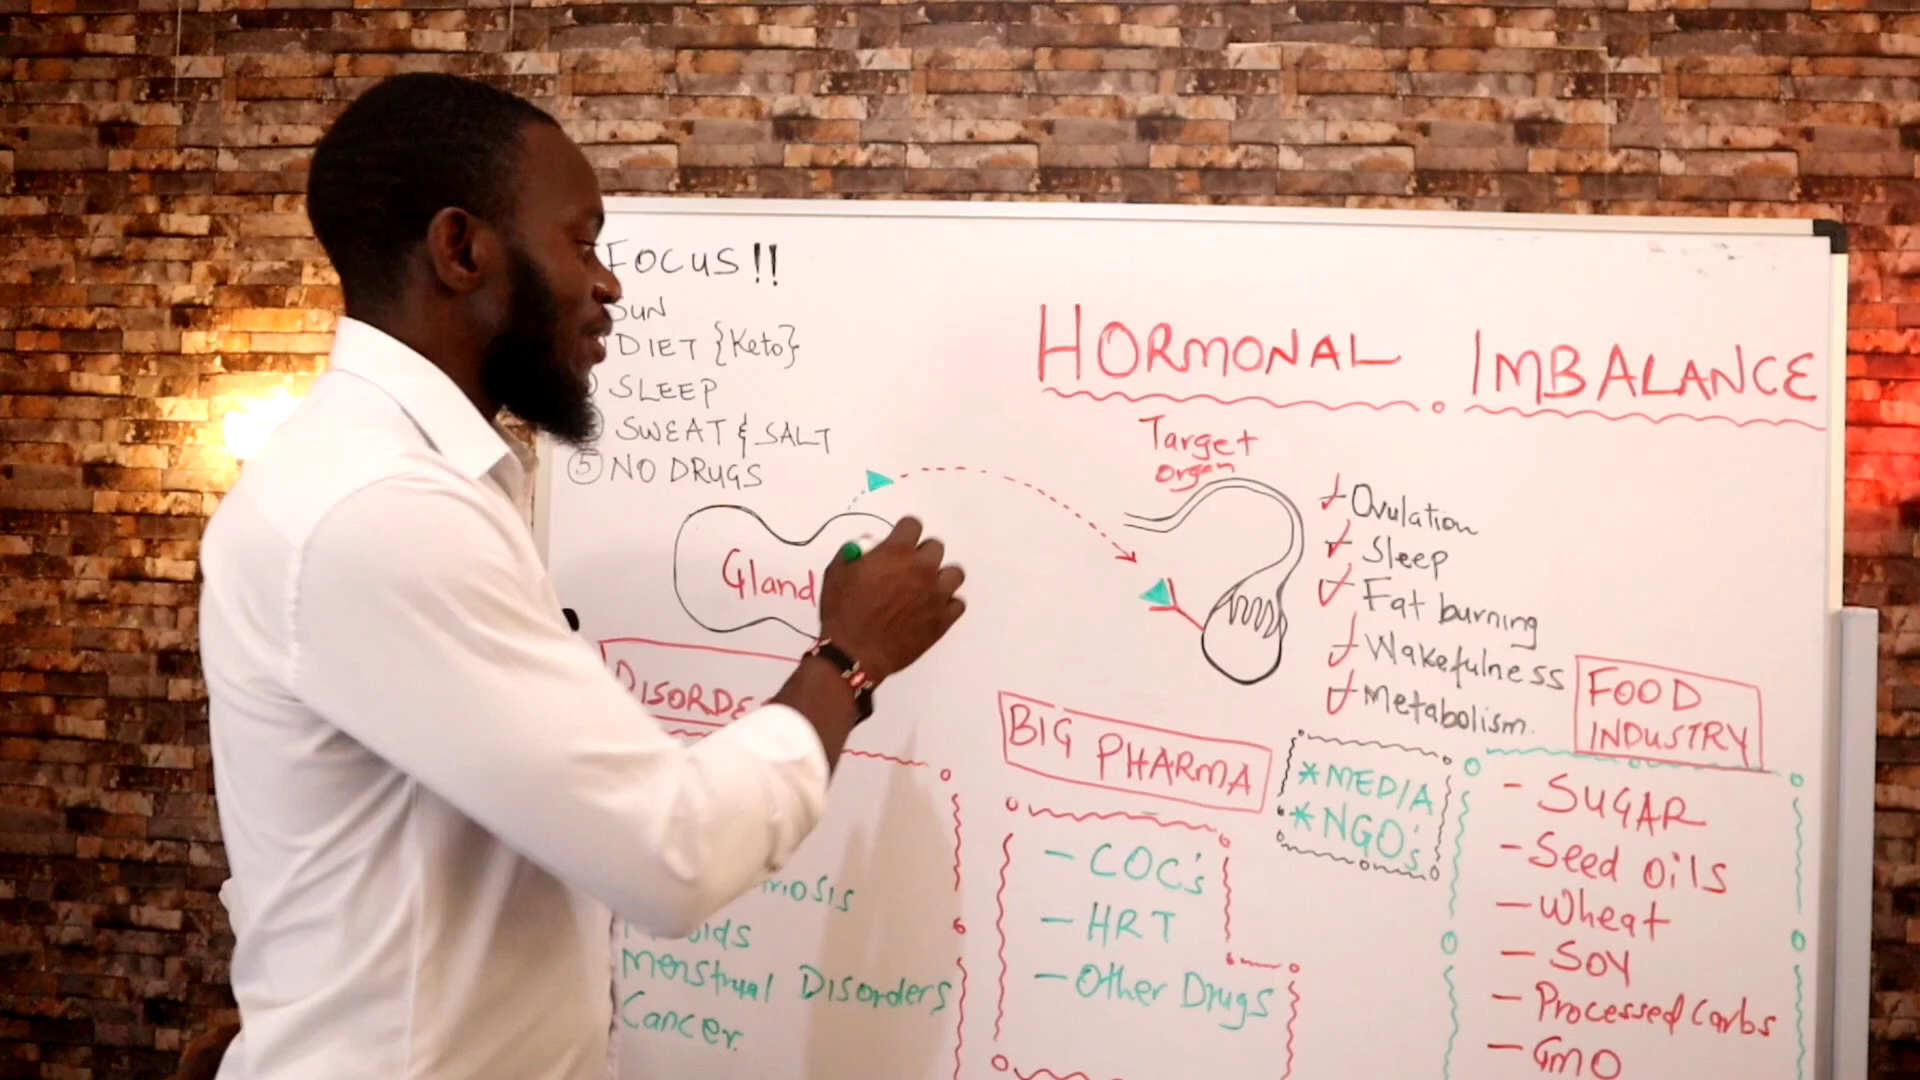 FOCUS!!
SUN
DIET {Keto}
SLEEP
SWEAT & SALT
⑤ NO DRUGS
HORMONAL IMBALANCE
Target
organ
Gland
Ovulation
Sleep
Fat burning
Wakefulness
Metabolism.
BIG PHARMA
- COC's
- HRT
- Other Drugs
*MEDIA
*NGO's
FOOD
INDUSTRY
- SUGAR
- Seed oils
- Wheat
- SOY
- Processed Carbs
- GMO
Menstrual Disorders
Cancer.